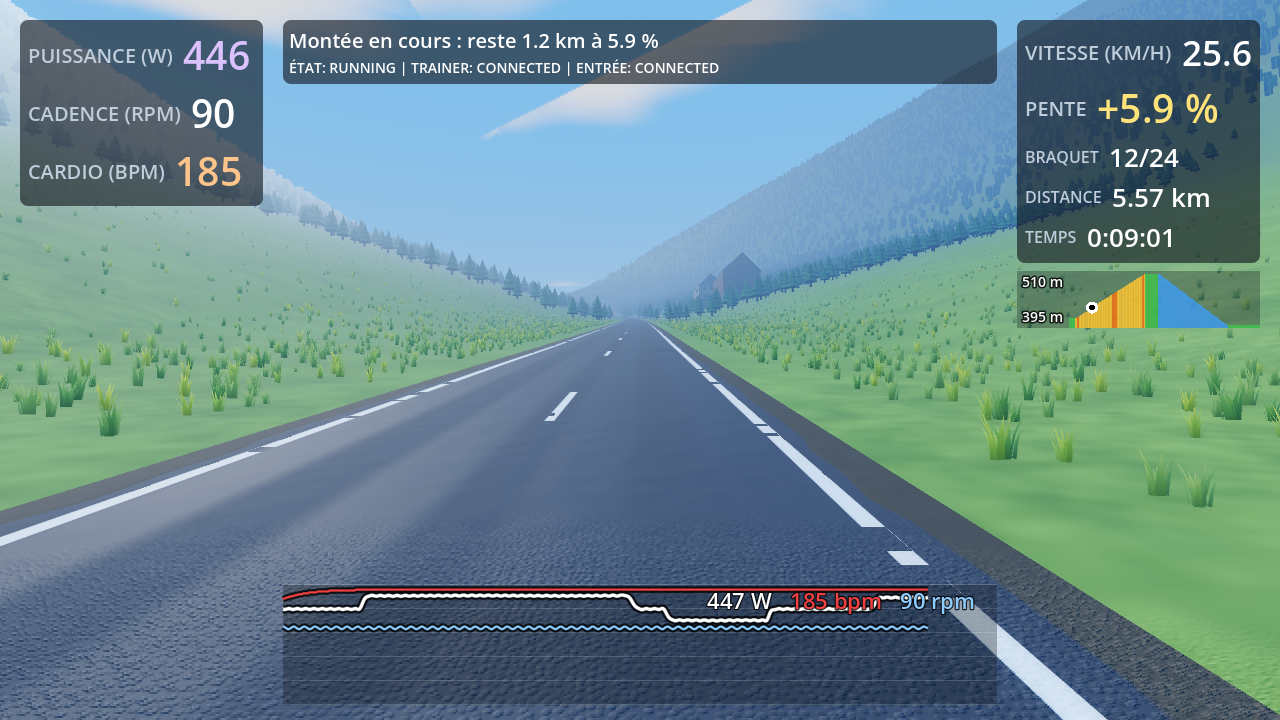 PUISSANCE (W) 446
CADENCE (RPM) 90
CARDIO (BPM) 185
Montée en cours : reste 1.2 km à 5.9 %
ÉTAT: RUNNING | TRAINER: CONNECTED | ENTRÉE: CONNECTED
VITESSE (KM/H) 25.6
PENTE +5.9 %
BRAQUET 12/24
DISTANCE 5.57 km
TEMPS 0:09:01
510 m
395 m
447 W 185 bpm 90 rpm